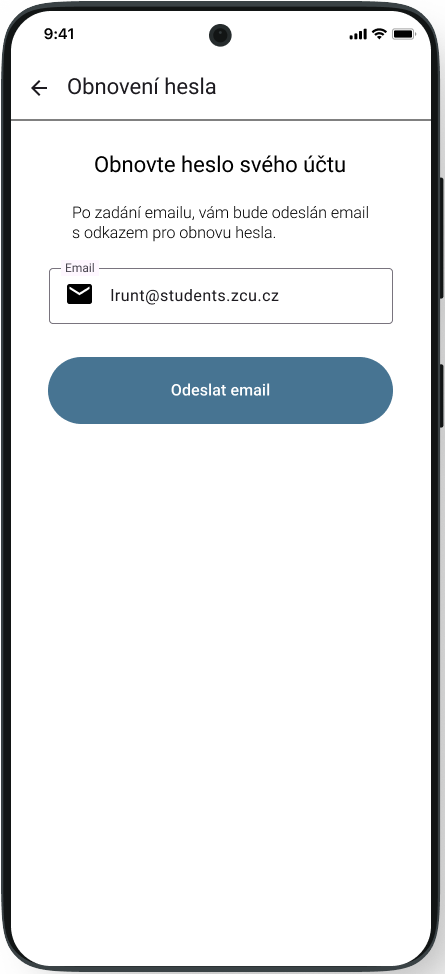 9:41
Obnovení hesla
Obnovte heslo svého účtu
Po zadání emailu, vám bude odeslán email
s odkazem pro obnovu hesla.
Email
lrunt@students.zcu.cz
Odeslat email